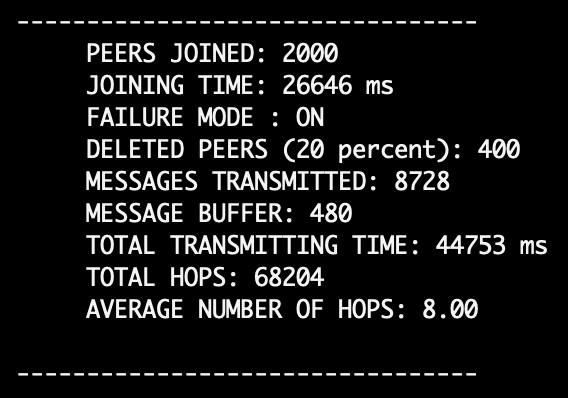 ---------------------------------
PEERS JOINED: 2000
JOINING TIME: 26646 ms
FAILURE MODE : ON
DELETED PEERS (20 percent): 400
MESSAGES TRANSMITTED: 8728
MESSAGE BUFFER: 480
TOTAL TRANSMITTING TIME: 44753 ms
TOTAL HOPS: 68204
AVERAGE NUMBER OF HOPS: 8.00
---------------------------------